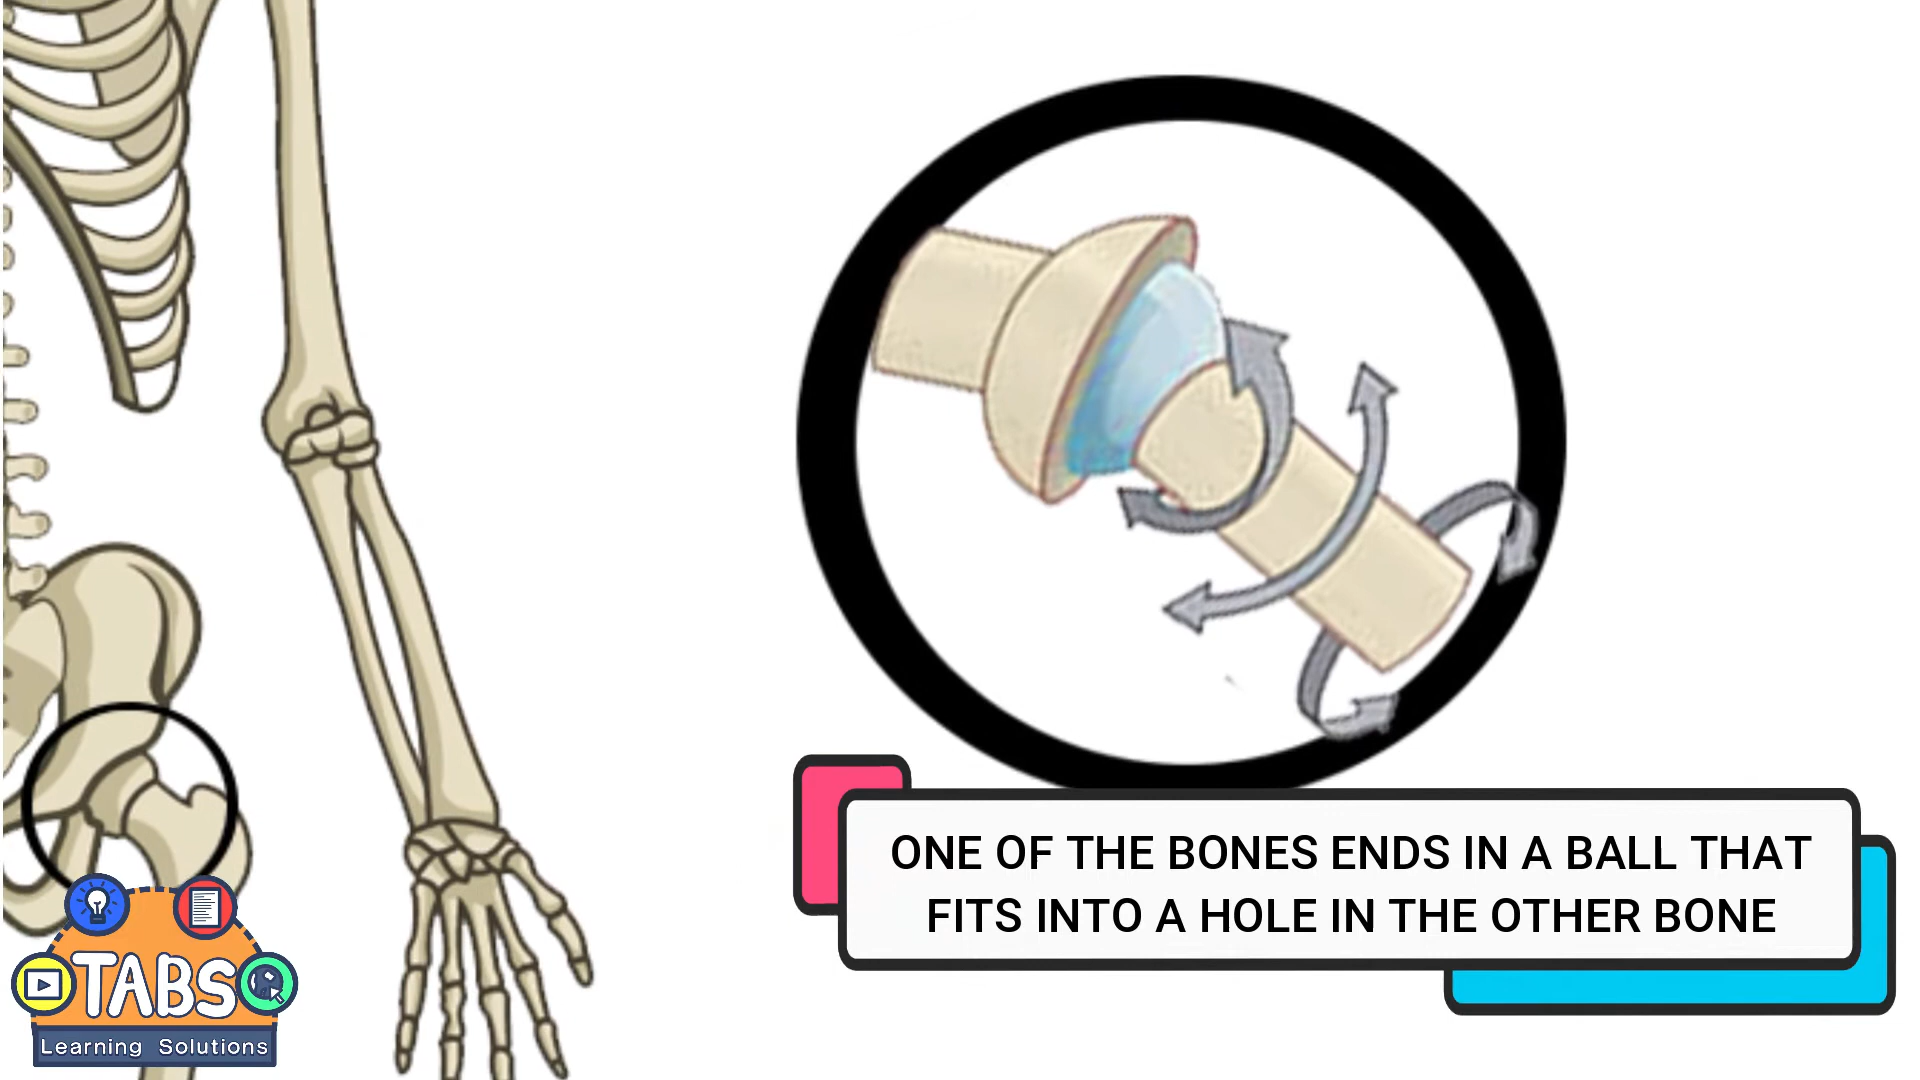 ONE OF THE BONES ENDS IN A BALL THAT
FITS INTO A HOLE IN THE OTHER BONE
TABS
Learning Solutions